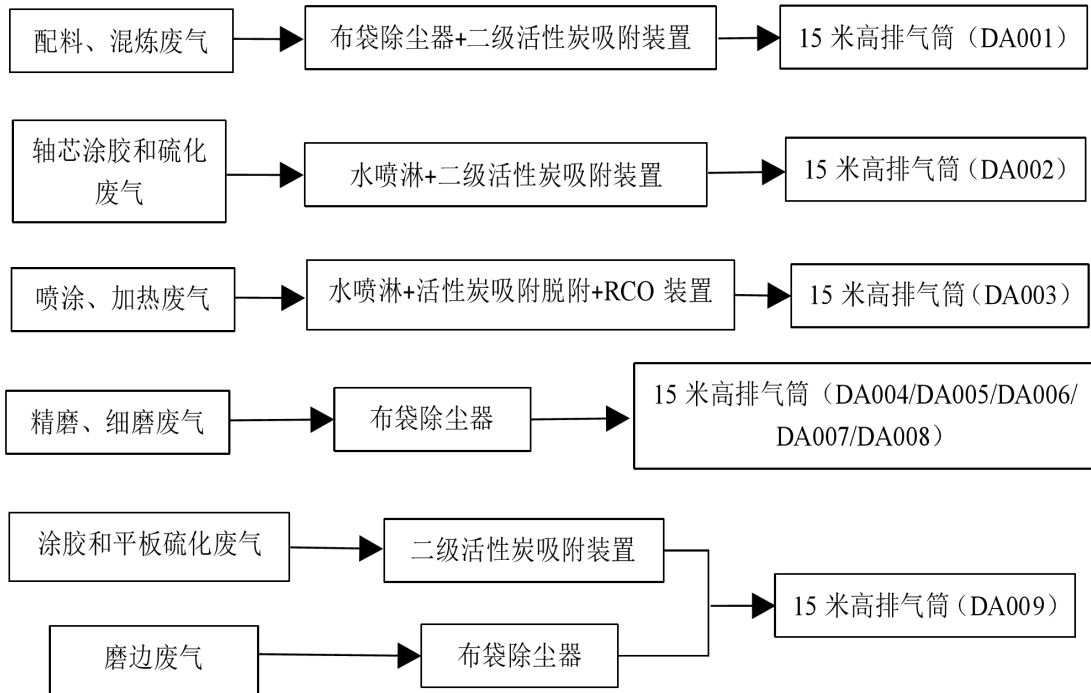 配料、混炼废气
布袋除尘器+二级活性炭吸附装置
15 米高排气筒（DA001）
轴芯涂胶和硫化
废气
水喷淋+二级活性炭吸附装置
15 米高排气筒（DA002）
喷涂、加热废气
水喷淋+活性炭吸附脱附+RCO 装置
15 米高排气筒（DA003）
精磨、细磨废气
布袋除尘器
15 米高排气筒（DA004/DA005/DA006/
DA007/DA008）
涂胶和平板硫化废气
二级活性炭吸附装置
15 米高排气筒（DA009）
磨边废气
布袋除尘器